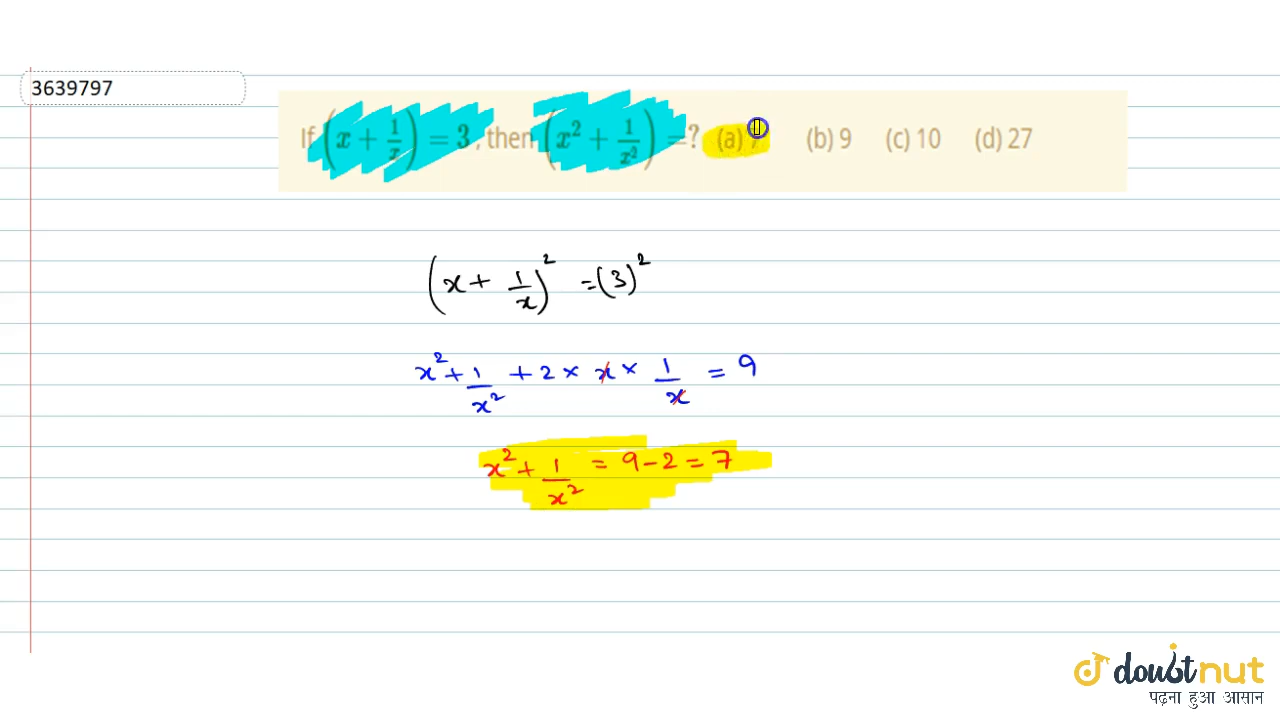 3639797
If (x + 1/x) = 3, then (x² + 1/x²) =? (a) 7 (b) 9 (c) 10 (d) 27
(x + 1/x)² = (3)²
x² + 1/x² + 2 × x × 1/x = 9
x² + 1/x² = 9 - 2 = 7
doubtnut
पढ़ना हुआ आसान